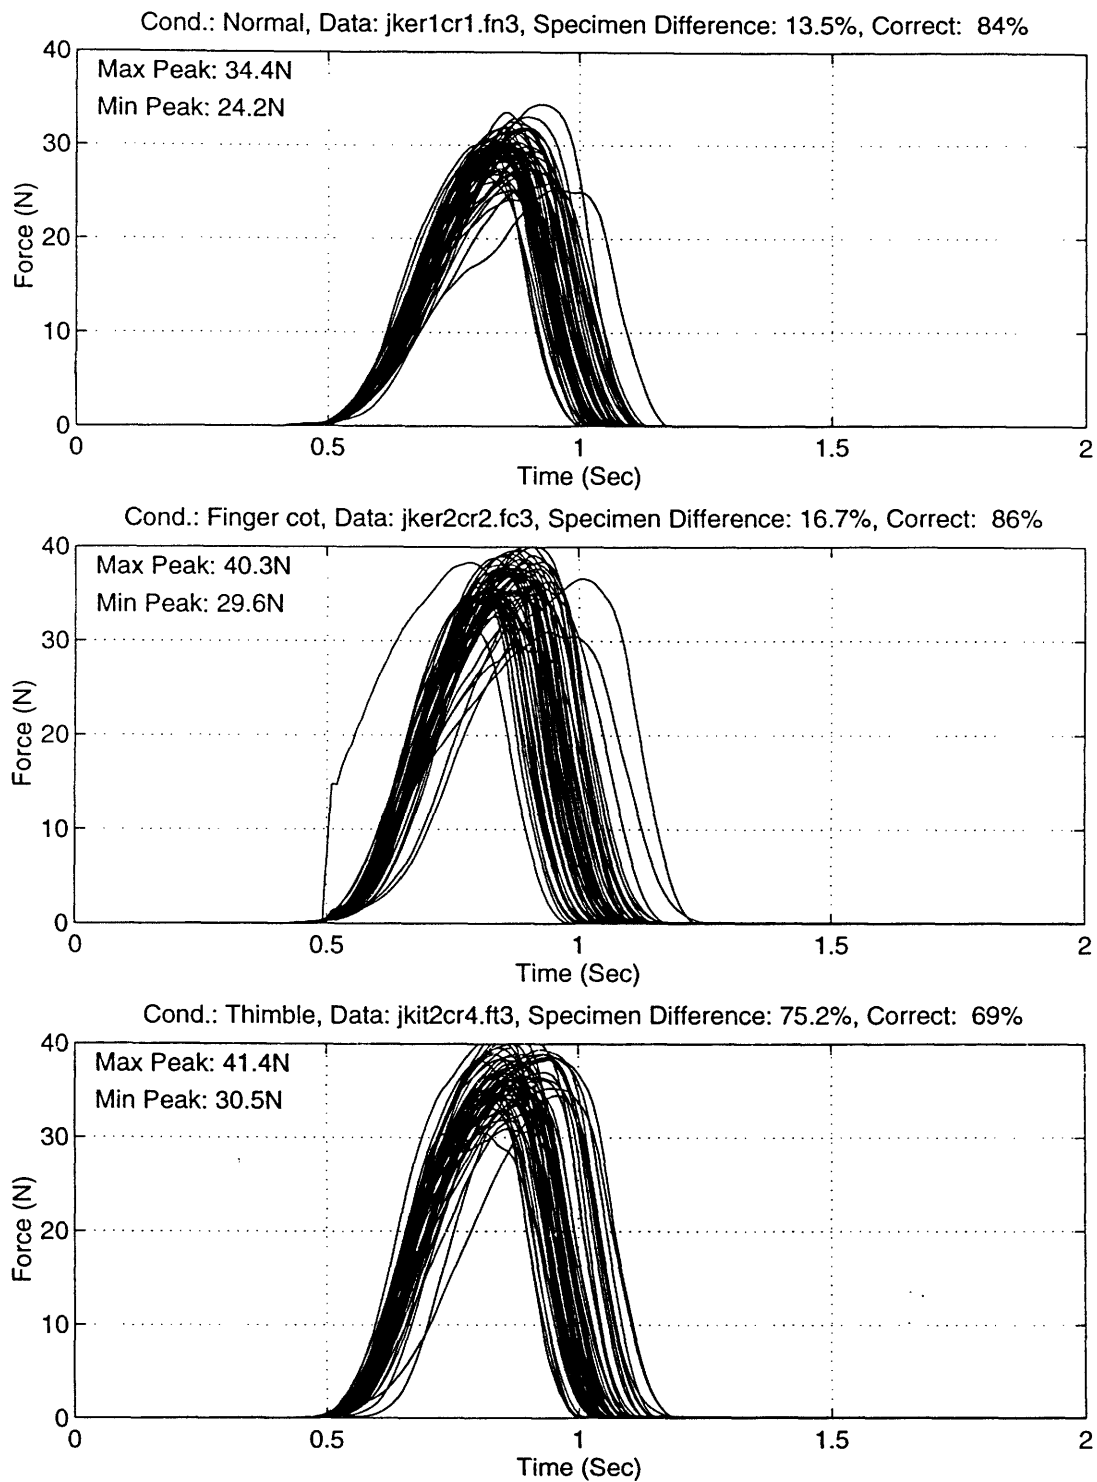 Cond.: Normal, Data: jker1cr1.fn3, Specimen Difference: 13.5%, Correct:  84%
40
Max Peak: 34.4N
Min Peak: 24.2N
30
20
10
0
Force (N)
0 0.5 1 1.5 2
Time (Sec)
Cond.: Finger cot, Data: jker2cr2.fc3, Specimen Difference: 16.7%, Correct:  86%
40
Max Peak: 40.3N
Min Peak: 29.6N
30
20
10
0
Force (N)
0 0.5 1 1.5 2
Time (Sec)
Cond.: Thimble, Data: jkit2cr4.ft3, Specimen Difference: 75.2%, Correct:  69%
40
Max Peak: 41.4N
Min Peak: 30.5N
30
20
10
0
Force (N)
0 0.5 1 1.5 2
Time (Sec)